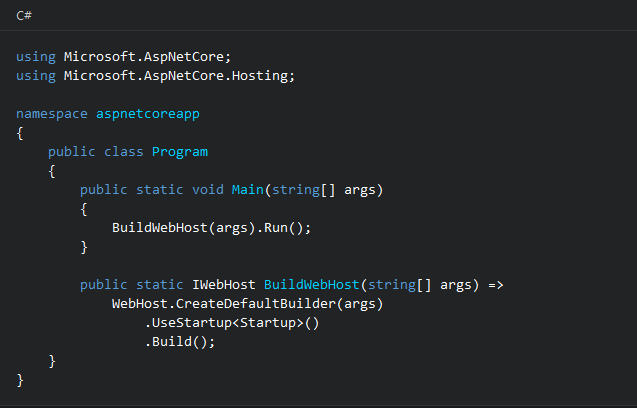 C#
using Microsoft.AspNetCore;
using Microsoft.AspNetCore.Hosting;
namespace aspnetcoreapp
{
    public class Program
    {
        public static void Main(string[] args)
        {
            BuildWebHost(args).Run();
        }
        public static IWebHost BuildWebHost(string[] args) =>
            WebHost.CreateDefaultBuilder(args)
                .UseStartup<Startup>()
                .Build();
    }
}